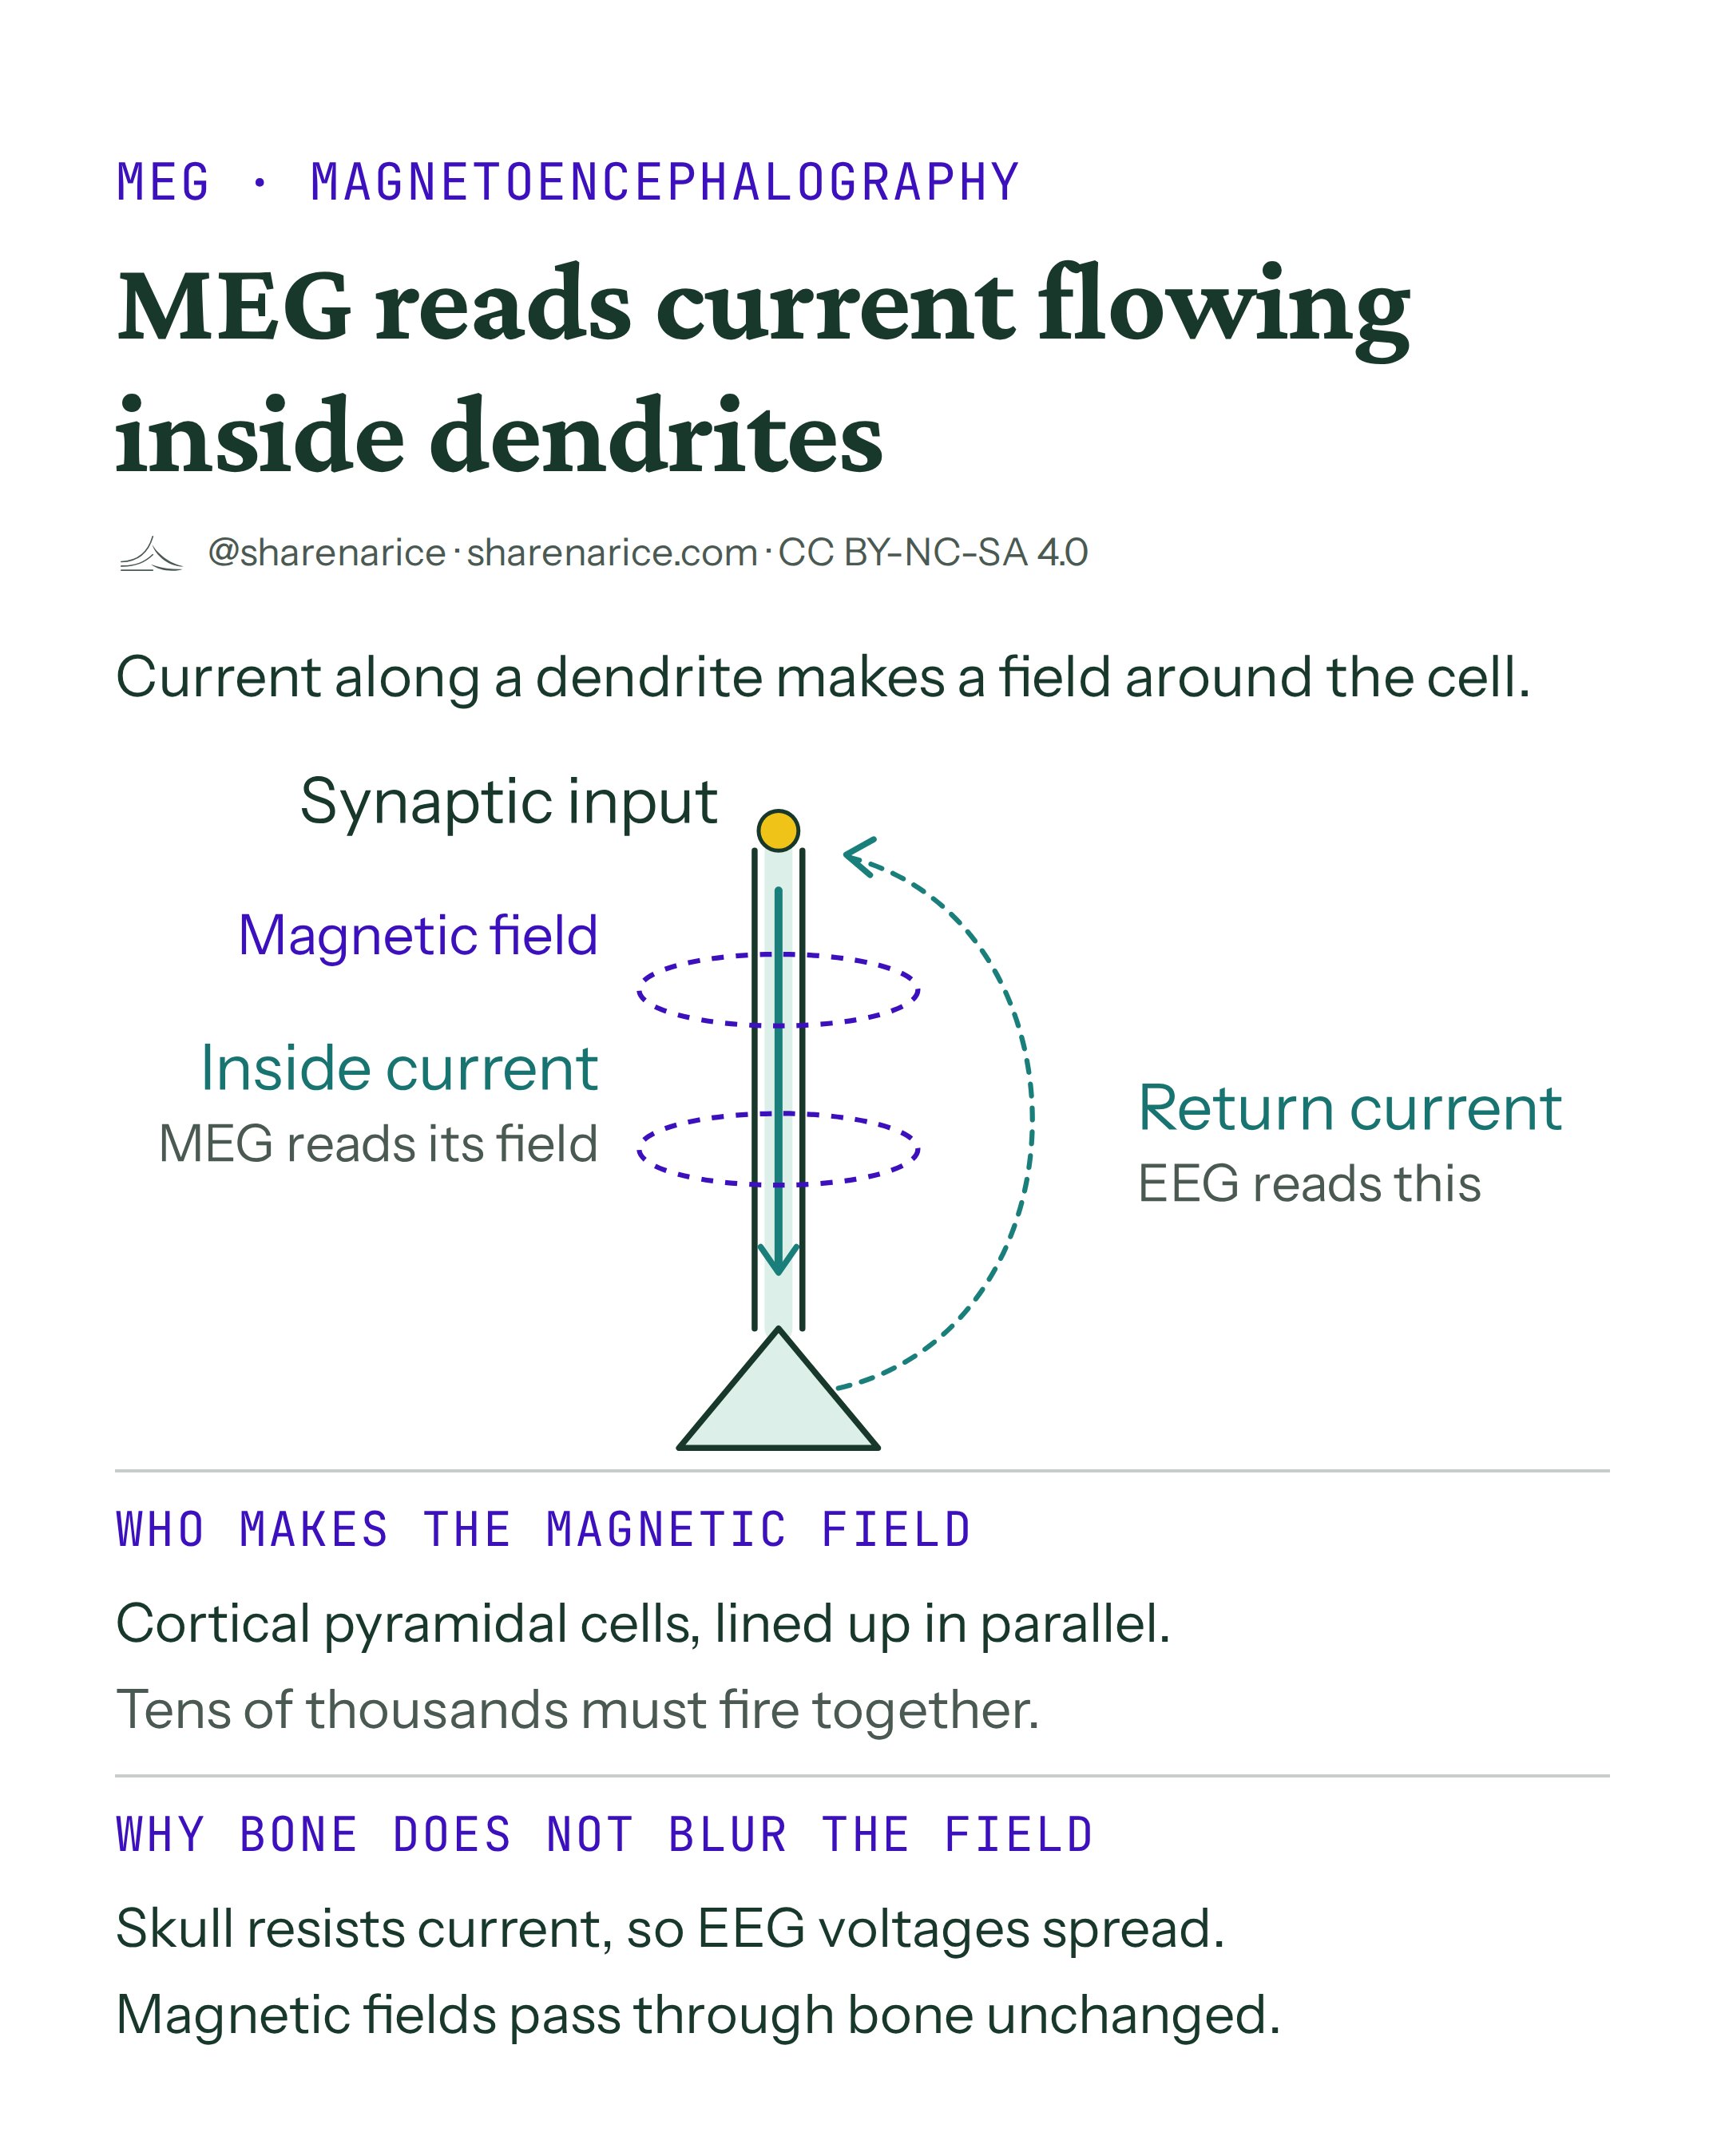 MEG · MAGNETOENCEPHALOGRAPHY
MEG reads current flowing
inside dendrites
@sharenarice · sharenarice.com · CC BY-NC-SA 4.0
Current along a dendrite makes a field around the cell.
Synaptic input
Magnetic field
Inside current
MEG reads its field
Return current
EEG reads this
WHO MAKES THE MAGNETIC FIELD
Cortical pyramidal cells, lined up in parallel.
Tens of thousands must fire together.
WHY BONE DOES NOT BLUR THE FIELD
Skull resists current, so EEG voltages spread.
Magnetic fields pass through bone unchanged.